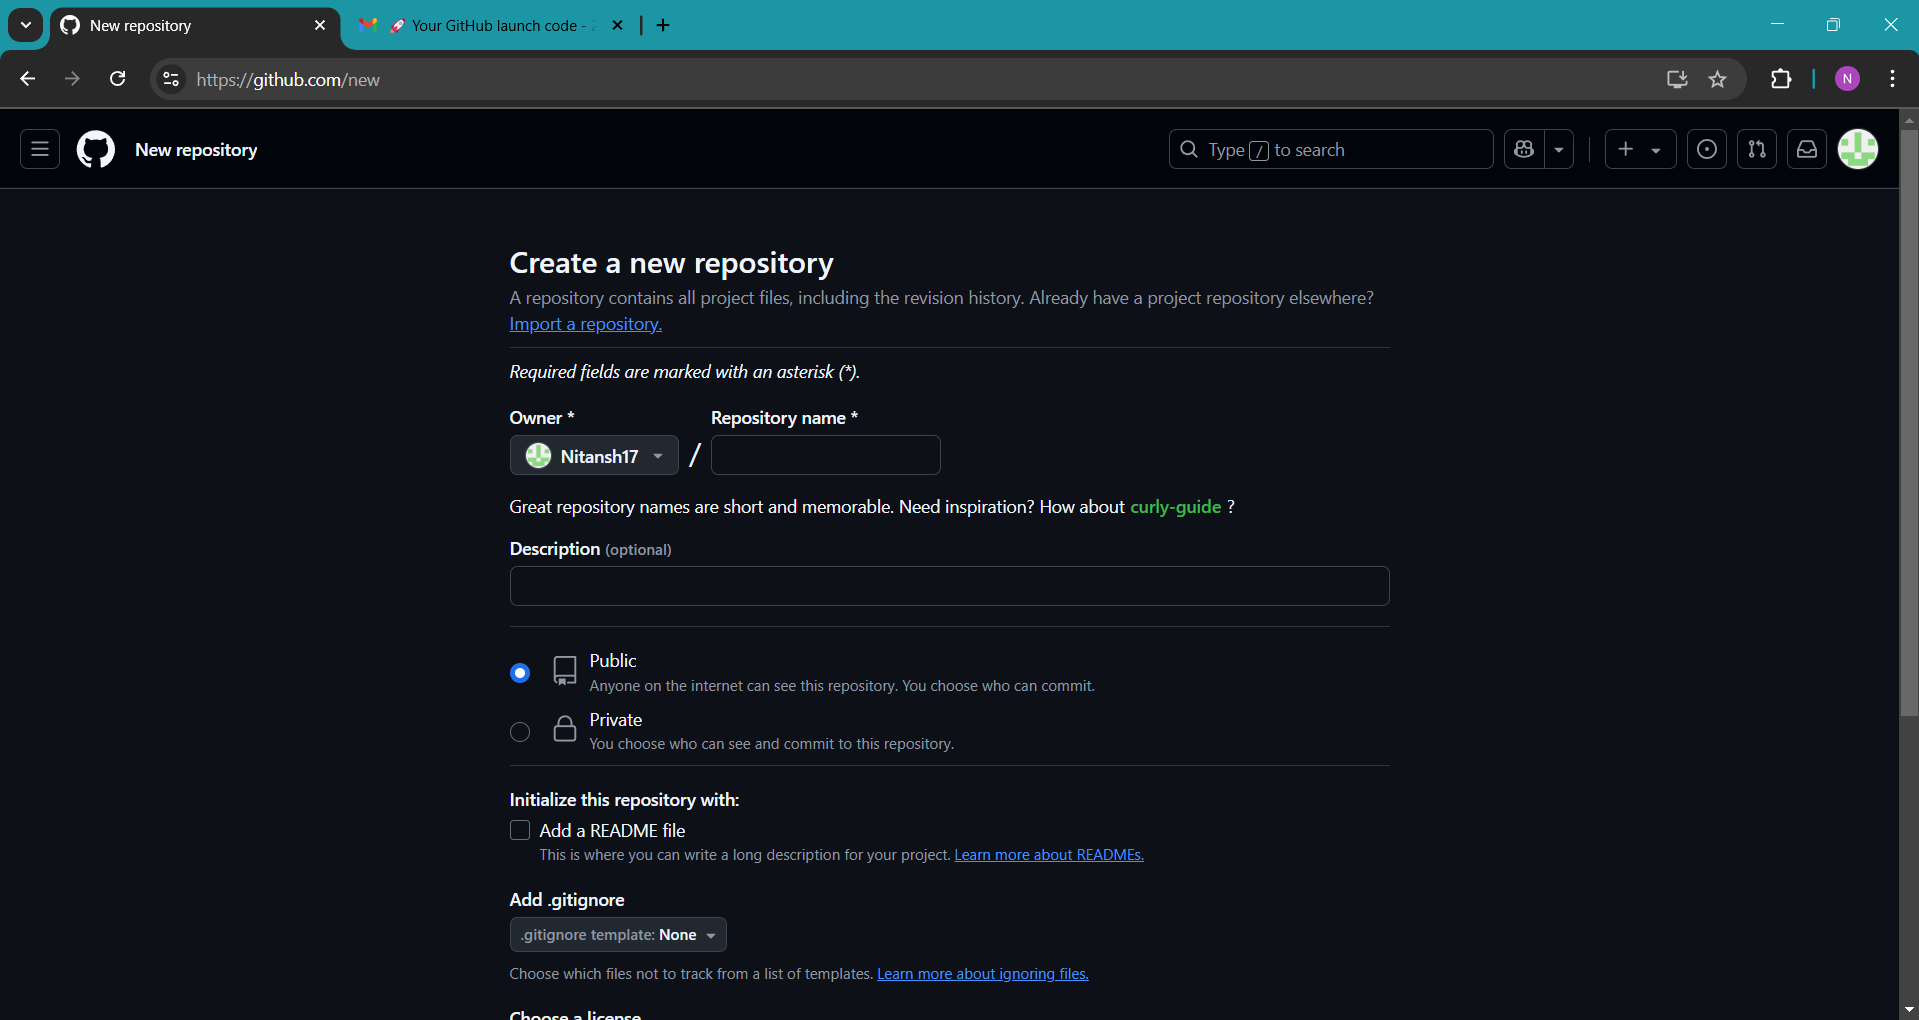 New repository
Your GitHub launch code -
https://github.com/new
New repository
Type / to search
N
Create a new repository
A repository contains all project files, including the revision history. Already have a project repository elsewhere?
Import a repository.
Required fields are marked with an asterisk (*).
Owner * Repository name *
Nitansh17 /
Great repository names are short and memorable. Need inspiration? How about curly-guide ?
Description (optional)
Public
Anyone on the internet can see this repository. You choose who can commit.
Private
You choose who can see and commit to this repository.
Initialize this repository with:
Add a README file
This is where you can write a long description for your project. Learn more about READMEs.
Add .gitignore
.gitignore template: None
Choose which files not to track from a list of templates. Learn more about ignoring files.
Choose a license